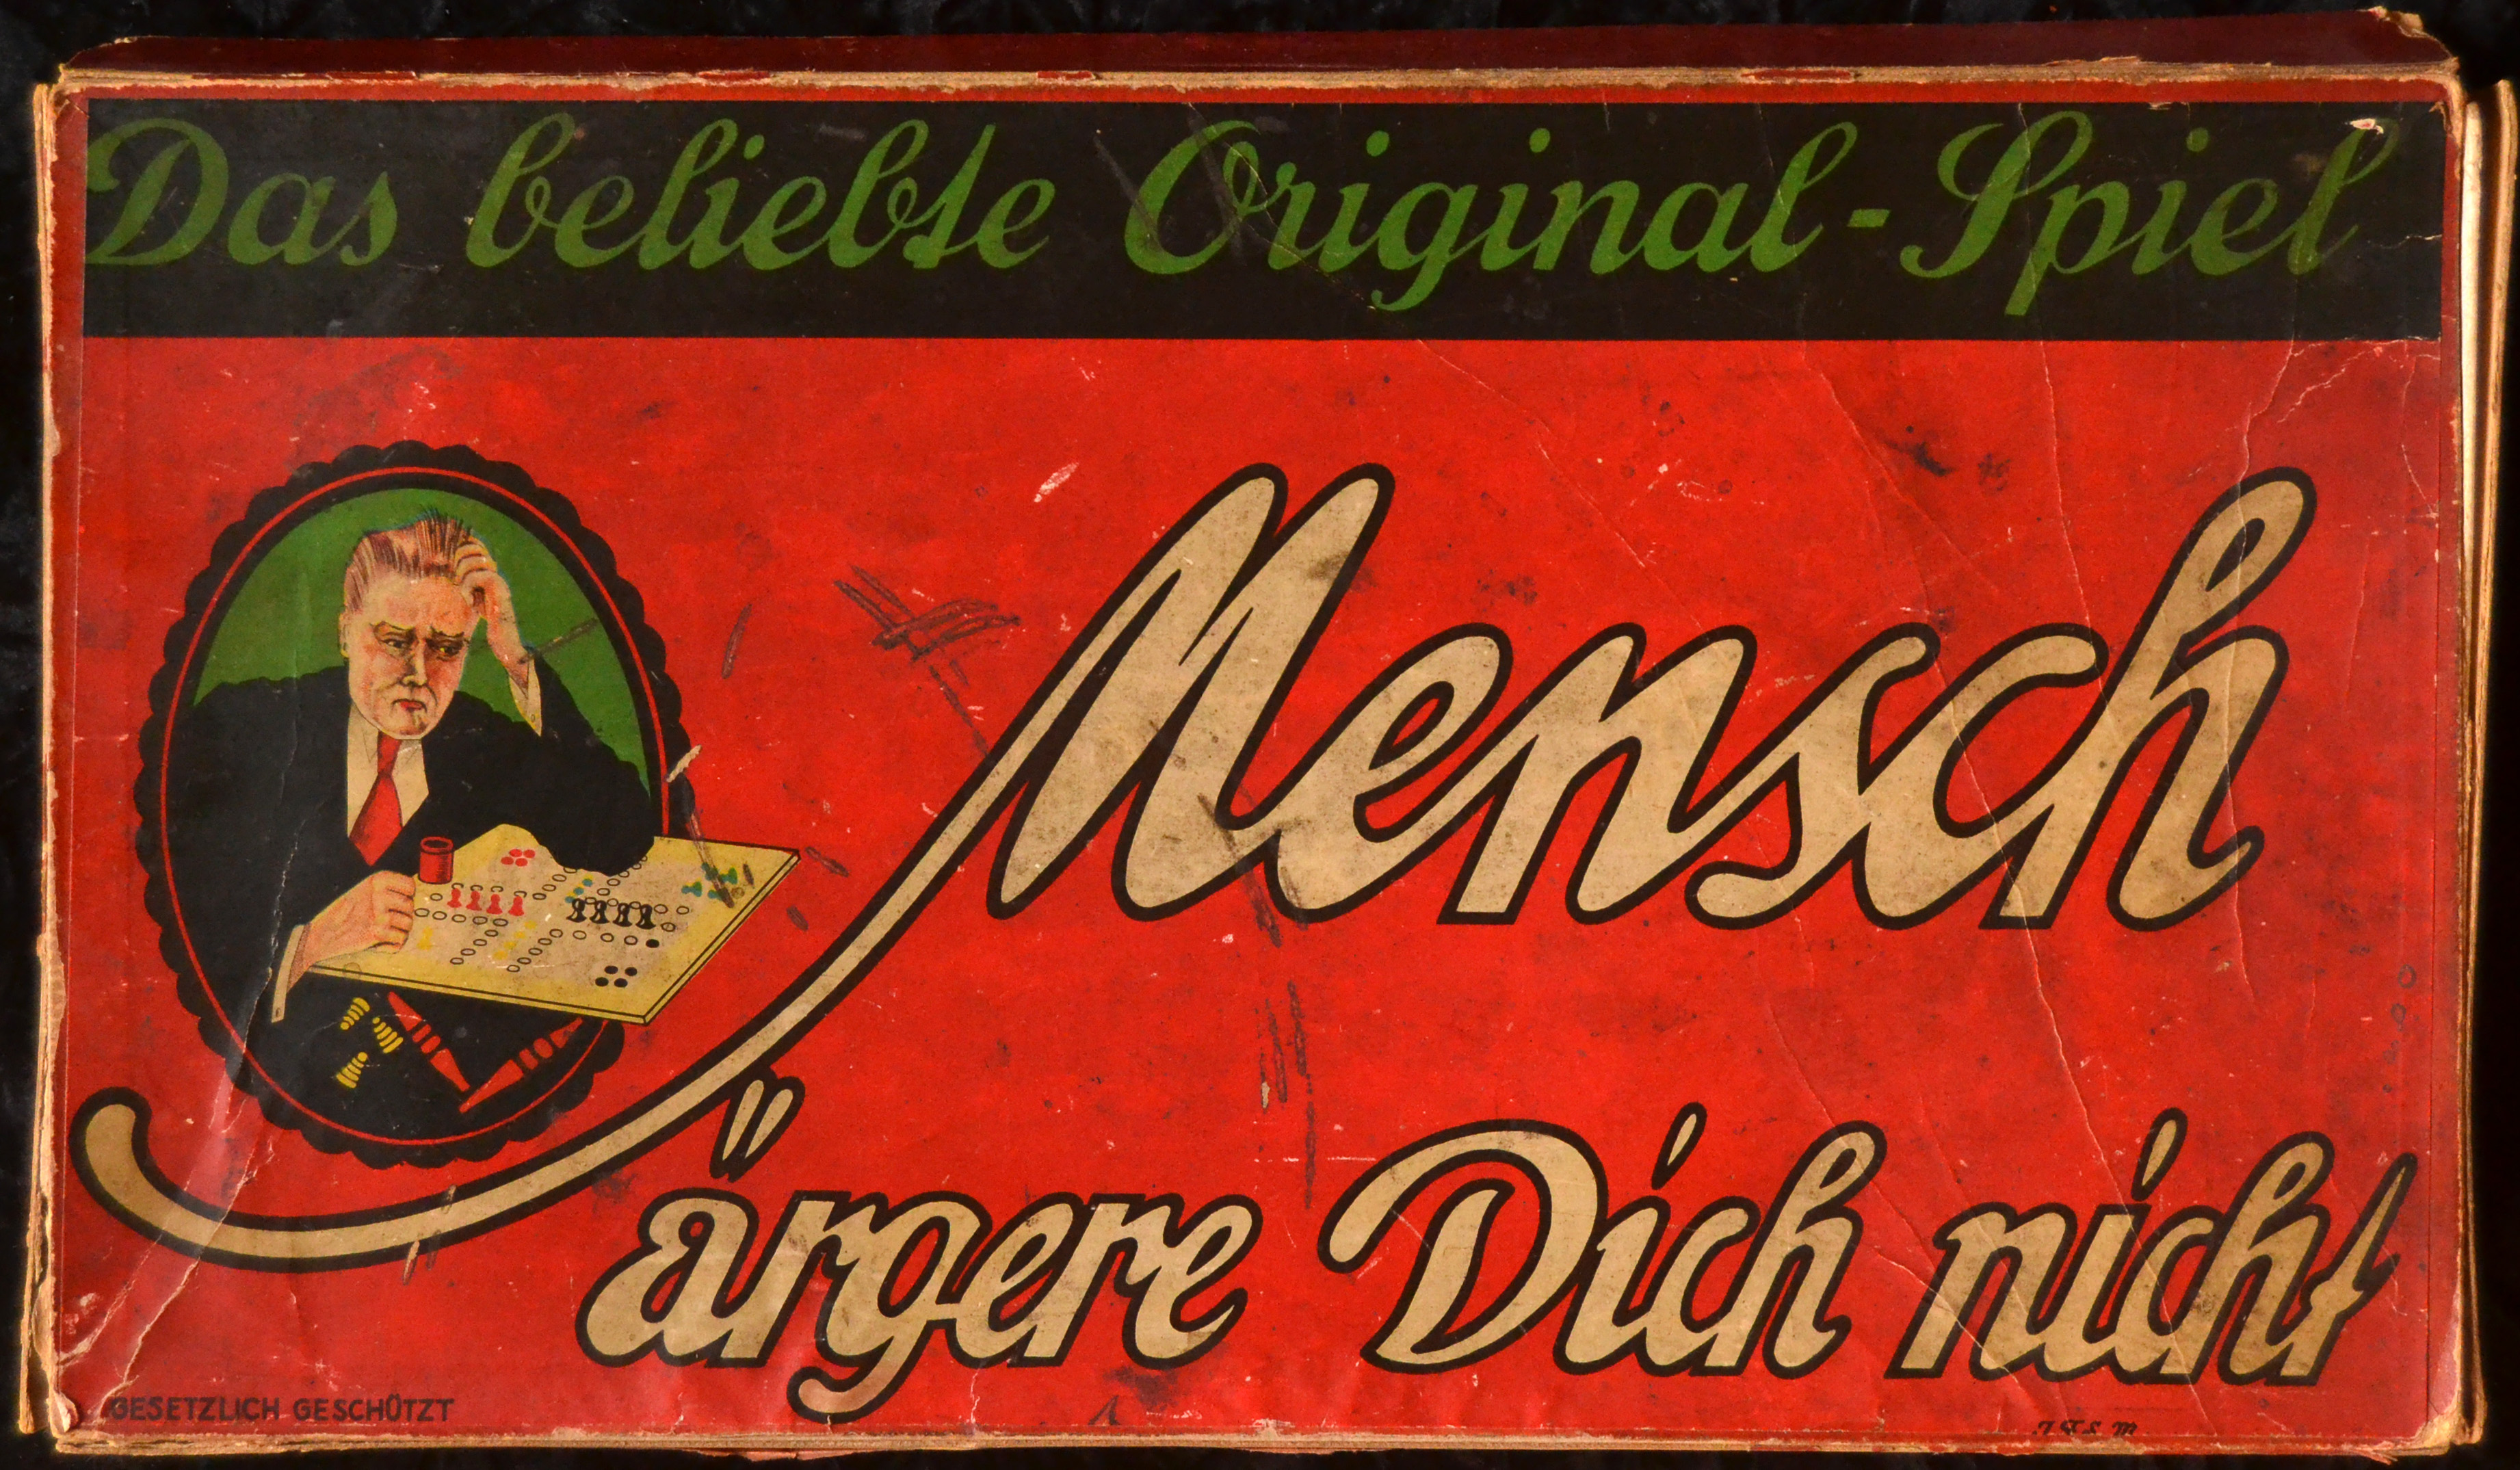 Das beliebte Original-Spiel
Mensch
ärgere Dich nicht
GESETZLICH GESCHÜTZT
J. F. S. M.